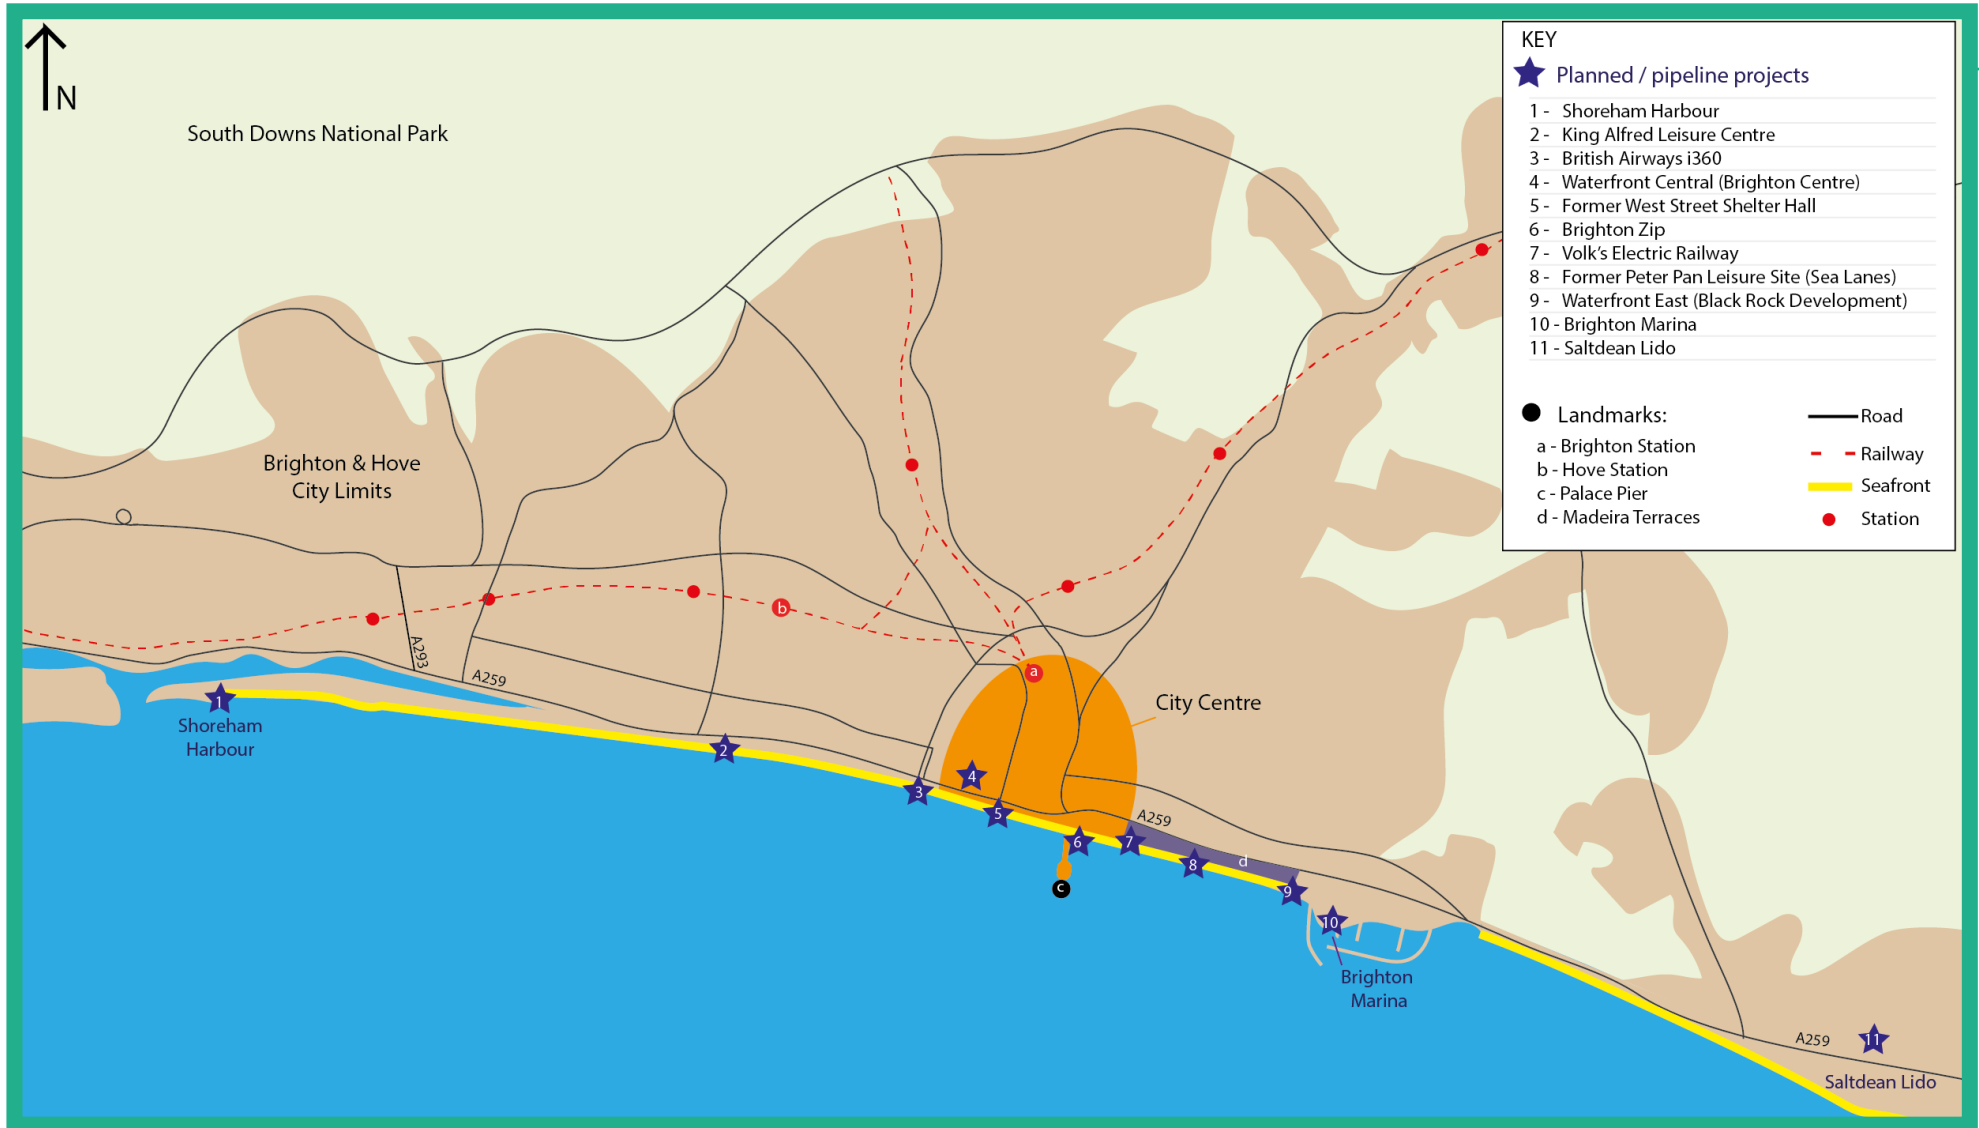 N
South Downs National Park
Brighton & Hove
City Limits
A293
A259
b
a
City Centre
1
Shoreham
Harbour
2
3
4
5
6
7
8
9
10
A259
d
c
Brighton
Marina
A259
11
Saltdean Lido
KEY
Planned / pipeline projects
1 - Shoreham Harbour
2 - King Alfred Leisure Centre
3 - British Airways i360
4 - Waterfront Central (Brighton Centre)
5 - Former West Street Shelter Hall
6 - Brighton Zip
7 - Volk's Electric Railway
8 - Former Peter Pan Leisure Site (Sea Lanes)
9 - Waterfront East (Black Rock Development)
10 - Brighton Marina
11 - Saltdean Lido
Landmarks:
a - Brighton Station
b - Hove Station
c - Palace Pier
d - Madeira Terraces
Road
Railway
Seafront
Station